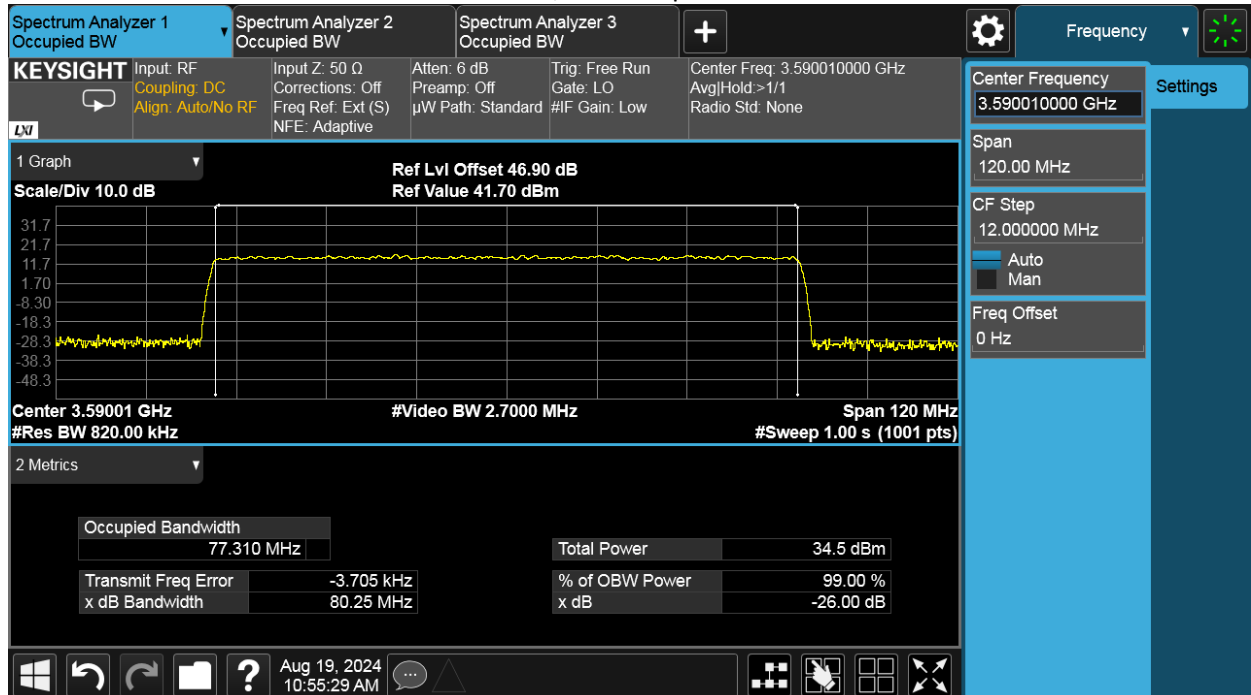 Spectrum Analyzer 1
Occupied BW
Spectrum Analyzer 2
Occupied BW
Spectrum Analyzer 3
Occupied BW
+
Frequency
KEYSIGHT
LXI
Input: RF
Coupling: DC
Align: Auto/No RF
Input Z: 50 Ω
Corrections: Off
Freq Ref: Ext (S)
NFE: Adaptive
Atten: 6 dB
Preamp: Off
µW Path: Standard
Trig: Free Run
Gate: LO
#IF Gain: Low
Center Freq: 3.590010000 GHz
Avg|Hold:>1/1
Radio Std: None
Center Frequency
3.590010000 GHz
Settings
Span
120.00 MHz
CF Step
12.000000 MHz
Auto
Man
Freq Offset
0 Hz
1 Graph
Scale/Div 10.0 dB
Ref Lvl Offset 46.90 dB
Ref Value 41.70 dBm
31.7
21.7
11.7
1.70
-8.30
-18.3
-28.3
-38.3
-48.3
Center 3.59001 GHz
#Res BW 820.00 kHz
#Video BW 2.7000 MHz
Span 120 MHz
#Sweep 1.00 s (1001 pts)
2 Metrics
Occupied Bandwidth
77.310 MHz
Total Power 34.5 dBm
Transmit Freq Error -3.705 kHz
% of OBW Power 99.00 %
x dB Bandwidth 80.25 MHz
x dB -26.00 dB
?
Aug 19, 2024
10:55:29 AM